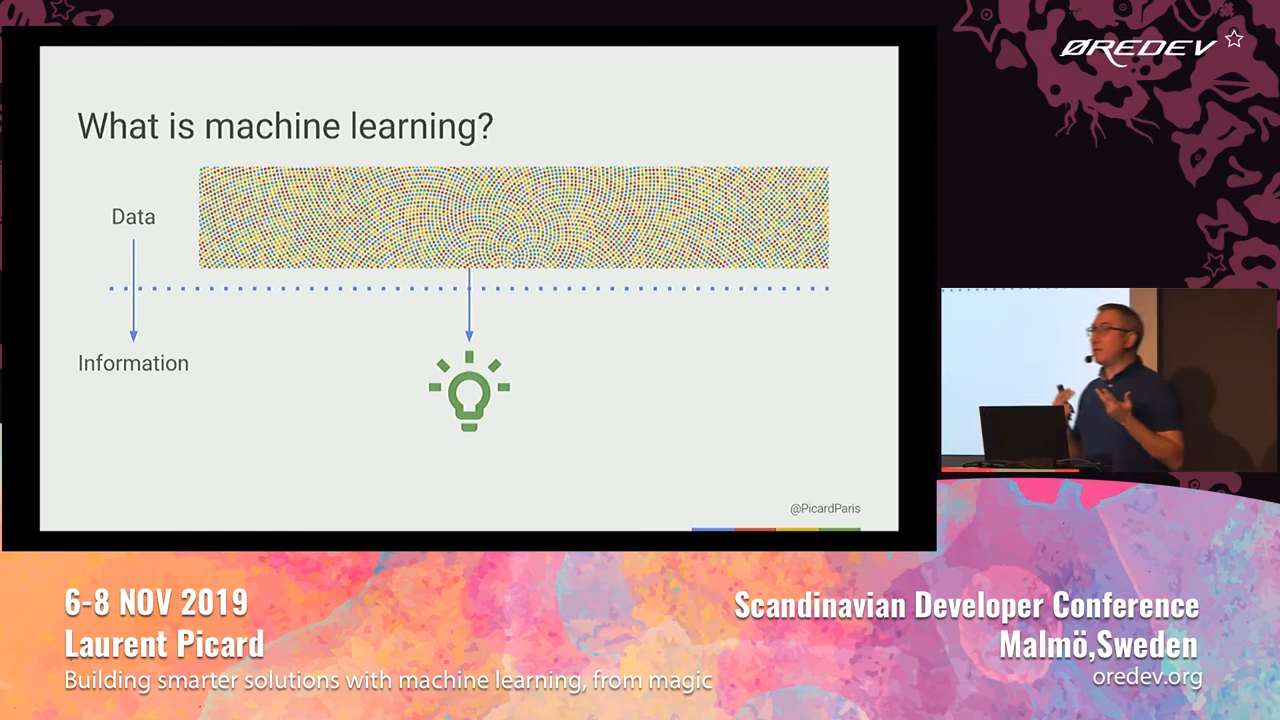 ØREDEV
What is machine learning?
Data
Information
@PicardParis
6-8 NOV 2019
Laurent Picard
Building smarter solutions with machine learning, from magic
Scandinavian Developer Conference
Malmö,Sweden
oredev.org